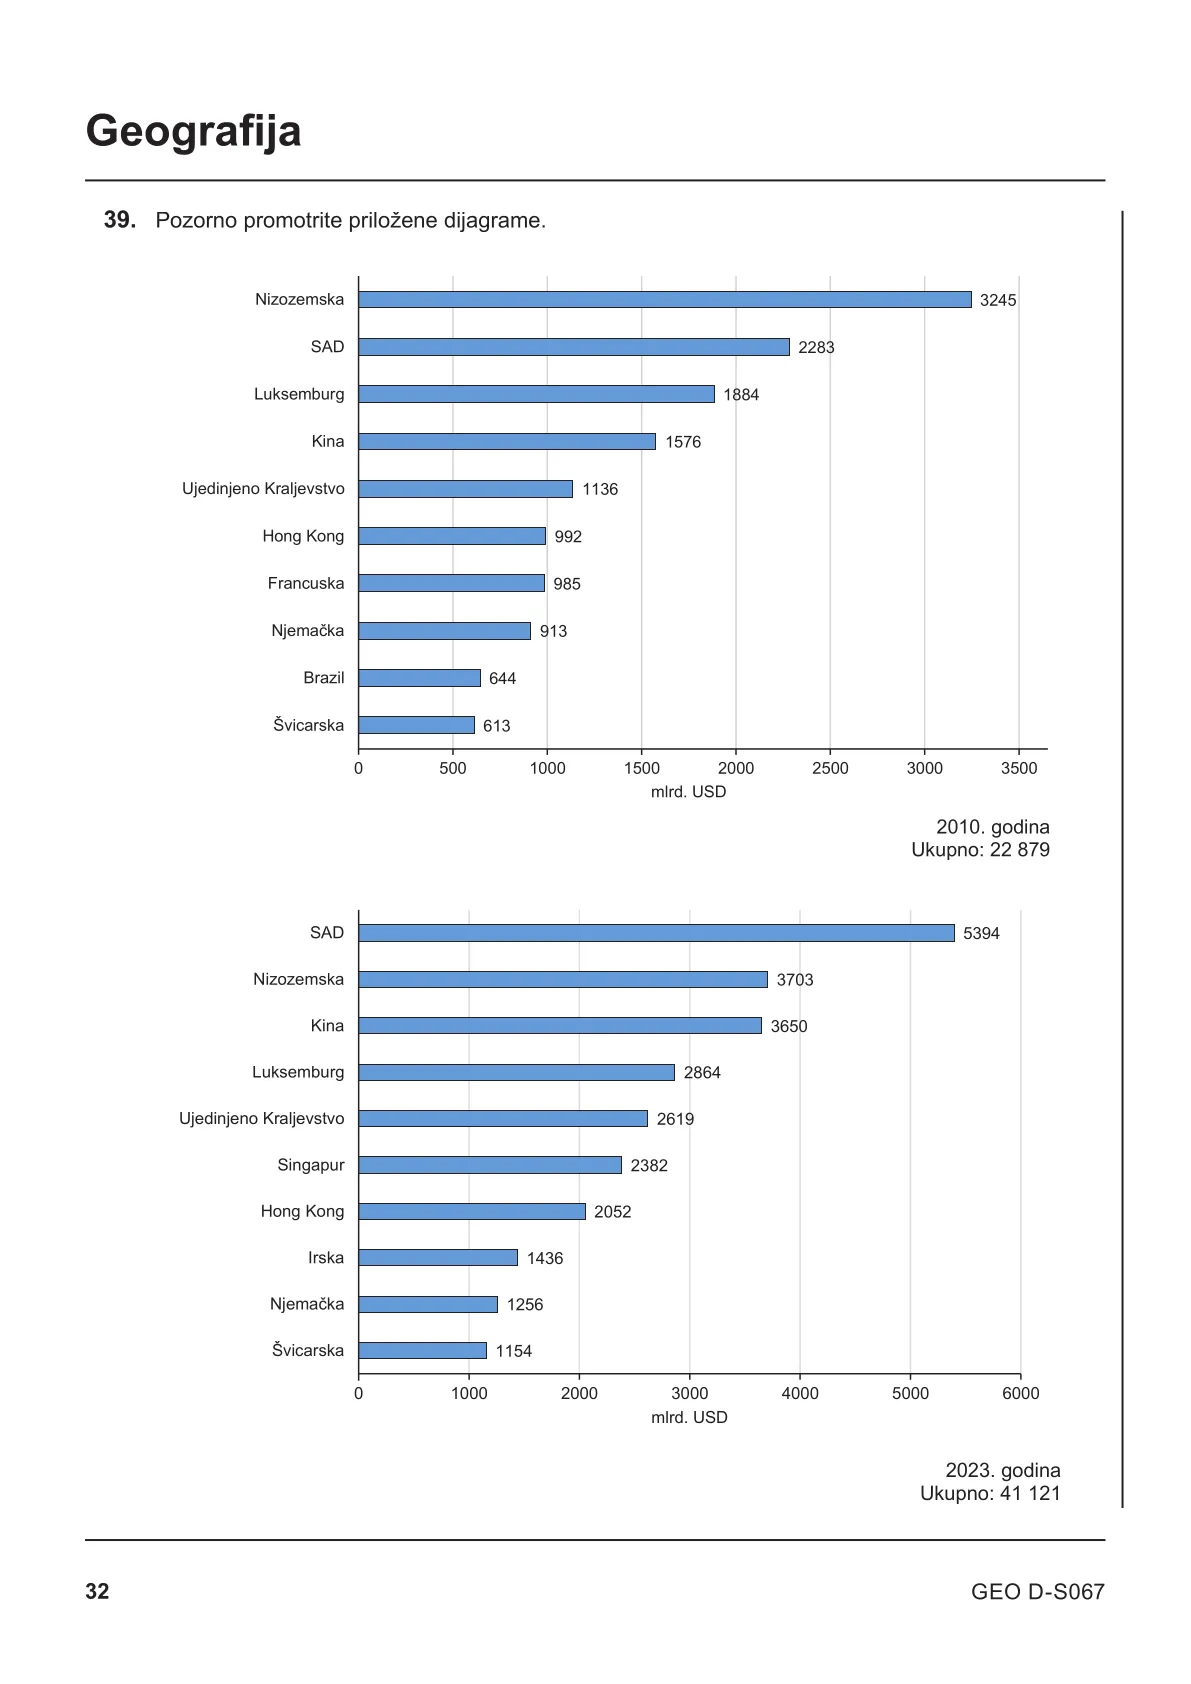 Geografija
39. Pozorno promotrite priložene dijagrame.
Nizozemska 3245
SAD 2283
Luksemburg 1884
Kina 1576
Ujedinjeno Kraljevstvo 1136
Hong Kong 992
Francuska 985
Njemačka 913
Brazil 644
Švicarska 613
0 500 1000 1500 2000 2500 3000 3500
mlrd. USD
2010. godina
Ukupno: 22 879
SAD 5394
Nizozemska 3703
Kina 3650
Luksemburg 2864
Ujedinjeno Kraljevstvo 2619
Singapur 2382
Hong Kong 2052
Irska 1436
Njemačka 1256
Švicarska 1154
0 1000 2000 3000 4000 5000 6000
mlrd. USD
2023. godina
Ukupno: 41 121
32 GEO D-S067